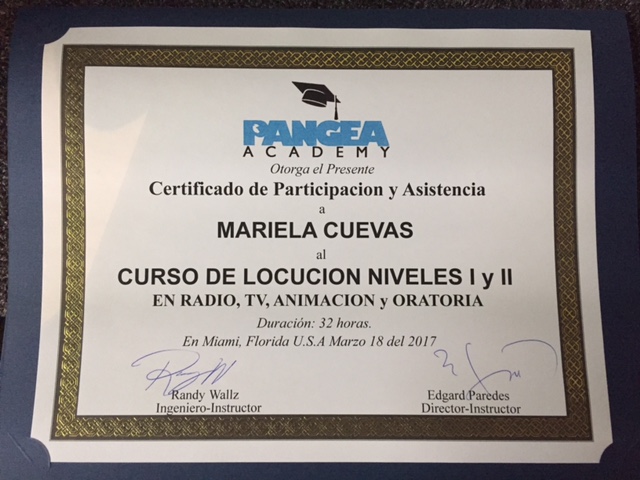 PANGEA
ACADEMY
Otorga el Presente
Certificado de Participacion y Asistencia
a
MARIELA CUEVAS
al
CURSO DE LOCUCION NIVELES I y II
EN RADIO, TV, ANIMACION y ORATORIA
Duración: 32 horas.
En Miami, Florida U.S.A Marzo 18 del 2017
Randy Wallz
Ingeniero-Instructor
Edgard Paredes
Director-Instructor